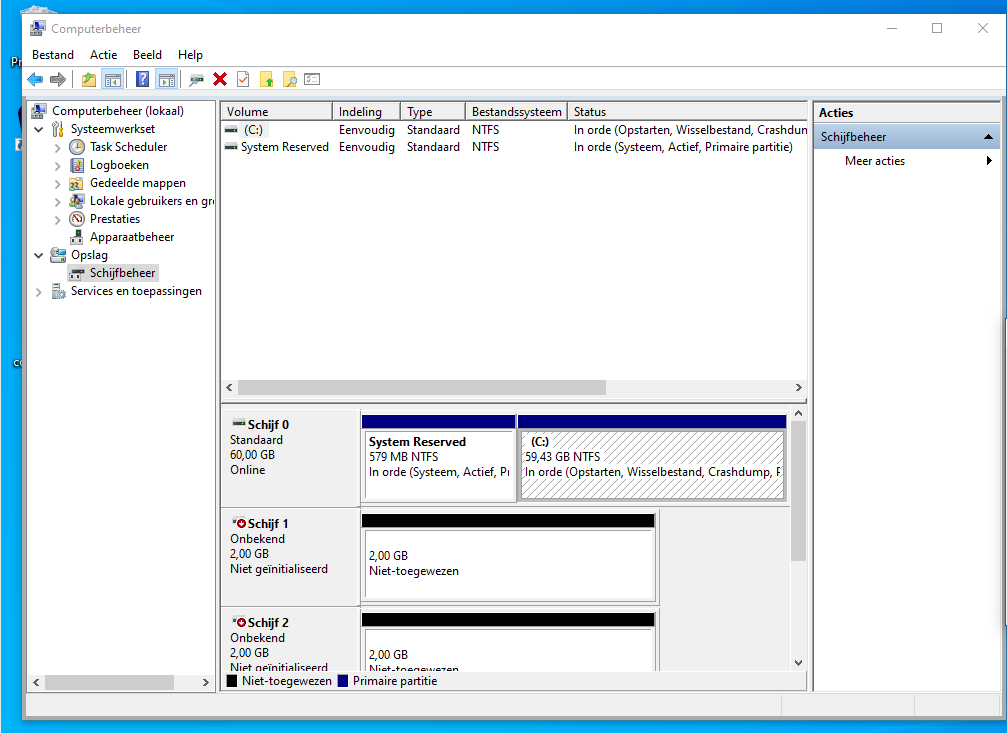 Computerbeheer
Bestand Actie Beeld Help
Computerbeheer (lokaal)
Systeemwerkset
Task Scheduler
Logboeken
Gedeelde mappen
Lokale gebruikers en gr
Prestaties
Apparaatbeheer
Opslag
Schijfbeheer
Services en toepassingen
Volume Indeling Type Bestandssysteem Status
(C:) Eenvoudig Standaard NTFS In orde (Opstarten, Wisselbestand, Crashdum
System Reserved Eenvoudig Standaard NTFS In orde (Systeem, Actief, Primaire partitie)
Schijf 0
Standaard
60,00 GB
Online
System Reserved
579 MB NTFS
In orde (Systeem, Actief, Pr
(C:)
59,43 GB NTFS
In orde (Opstarten, Wisselbestand, Crashdump, P
Schijf 1
Onbekend
2,00 GB
Niet geïnitialiseerd
2,00 GB
Niet-toegewezen
Schijf 2
Onbekend
2,00 GB
Niet geïnitialiseerd
2,00 GB
Niet-toegewezen
Niet-toegewezen Primaire partitie
Acties
Schijfbeheer
Meer acties